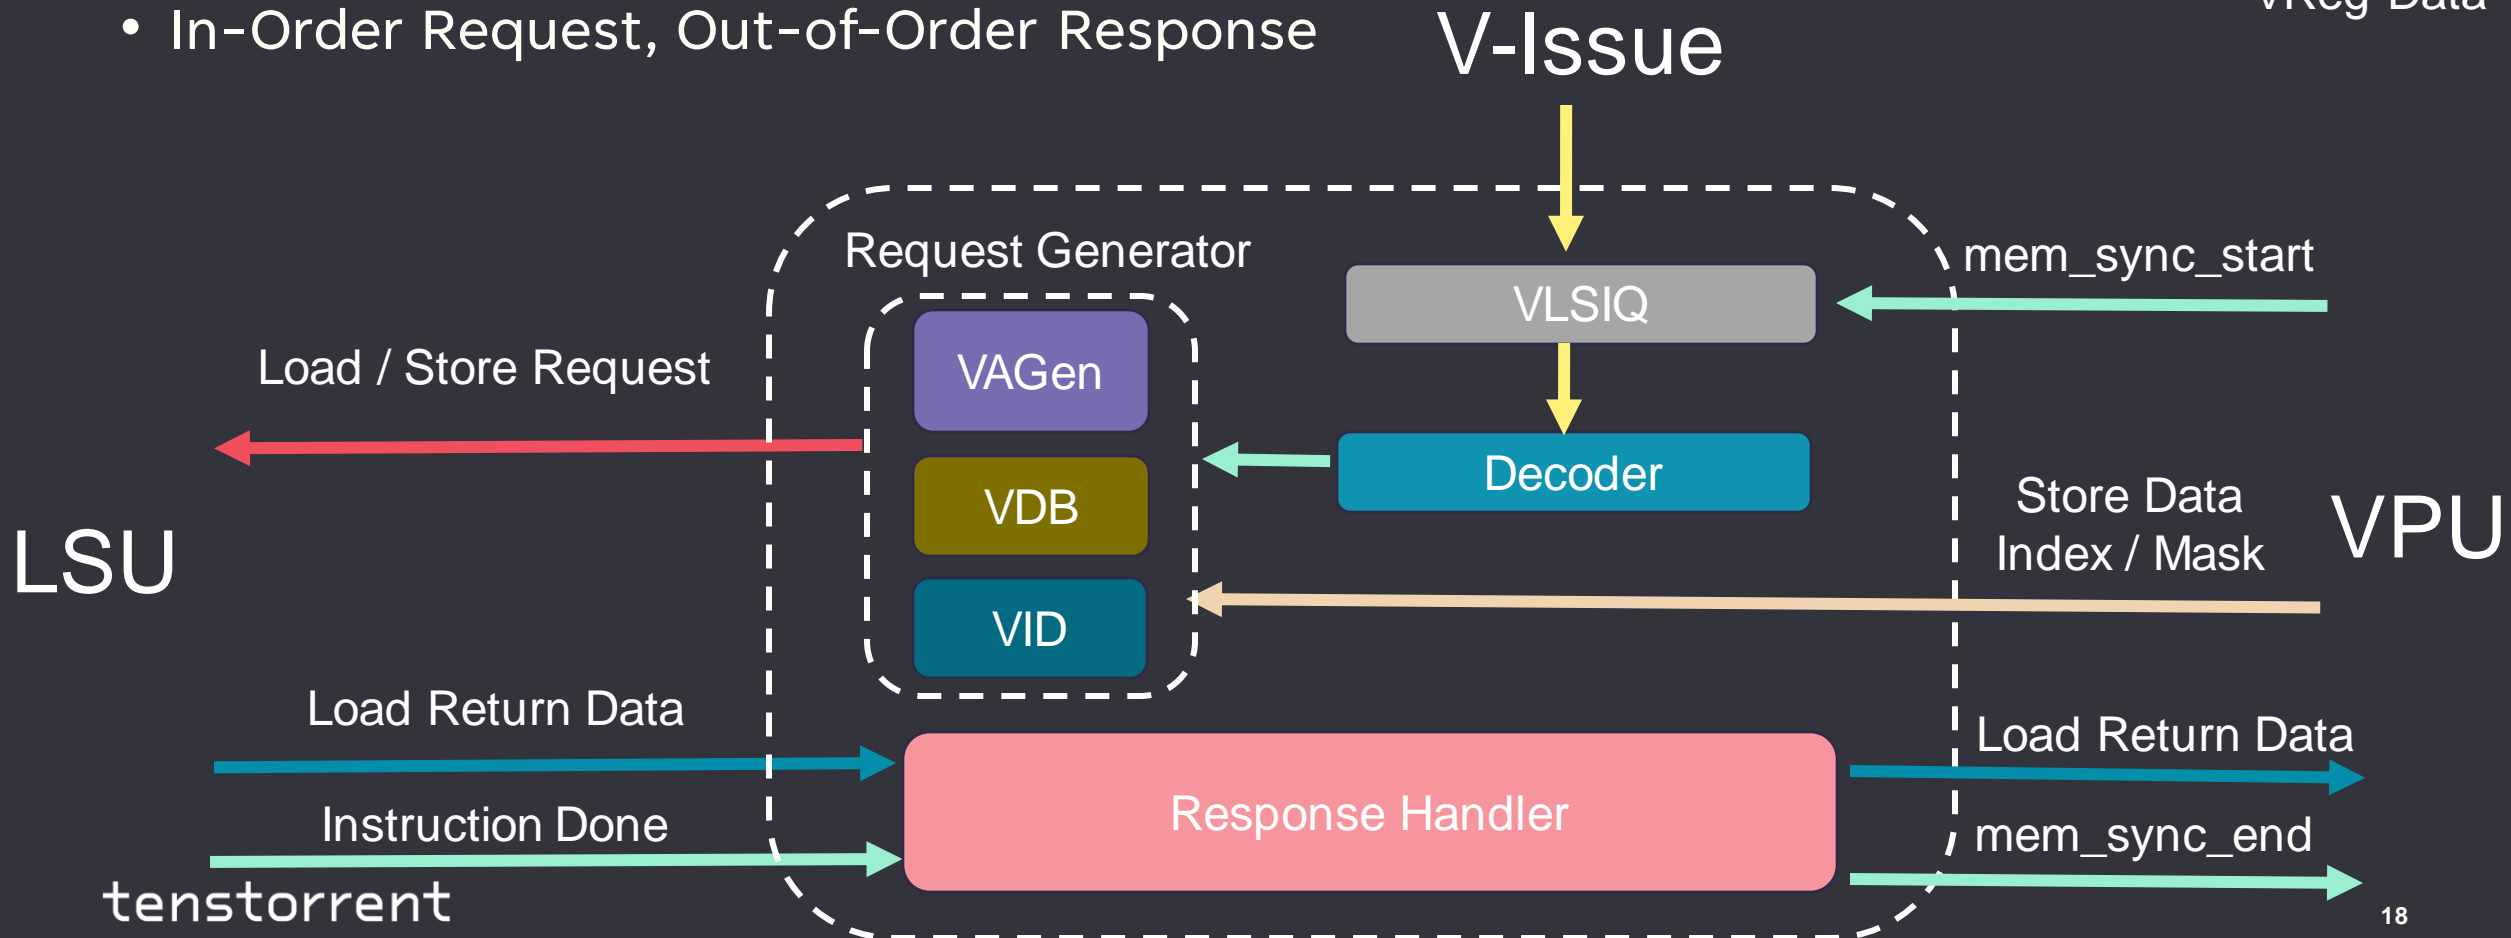 • In-Order Request, Out-of-Order Response
V-Issue
VReg Data
Request Generator
mem_sync_start
VLSIQ
VAGen
Load / Store Request
Decoder
Store Data
Index / Mask
VDB
LSU
VPU
VID
Load Return Data
Load Return Data
Response Handler
Instruction Done
mem_sync_end
tenstorrent
18